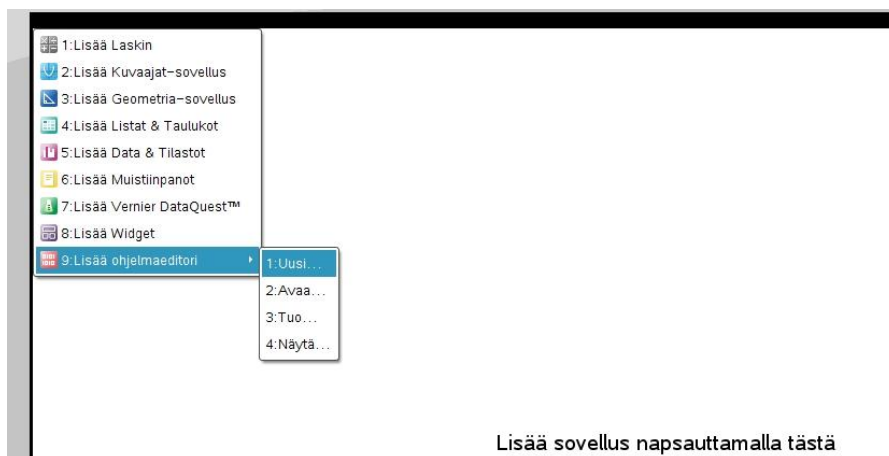 1:Lisää Laskin
2:Lisää Kuvaajat-sovellus
3:Lisää Geometria-sovellus
4:Lisää Listat & Taulukot
5:Lisää Data & Tilastot
6:Lisää Muistiinpanot
7:Lisää Vernier DataQuest™
8:Lisää Widget
9:Lisää ohjelmaeditori
1:Uusi...
2:Avaa...
3:Tuo...
4:Näytä...
Lisää sovellus napsauttamalla tästä